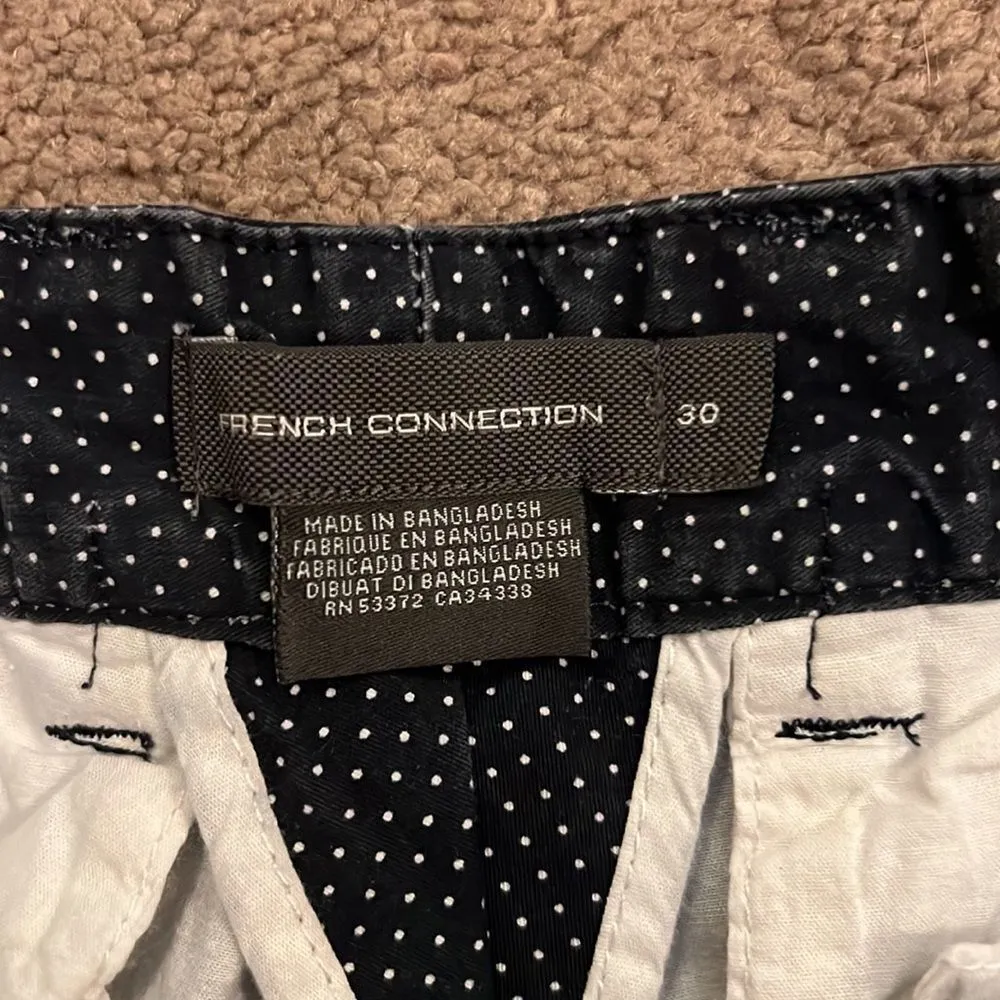 FRENCH CONNECTION 30
MADE IN BANGLADESH
FABRIQUE EN BANGLADESH
FABRICADO EN BANGLADESH
DIBUAT DI BANGLADESH
RN 53372 CA34338